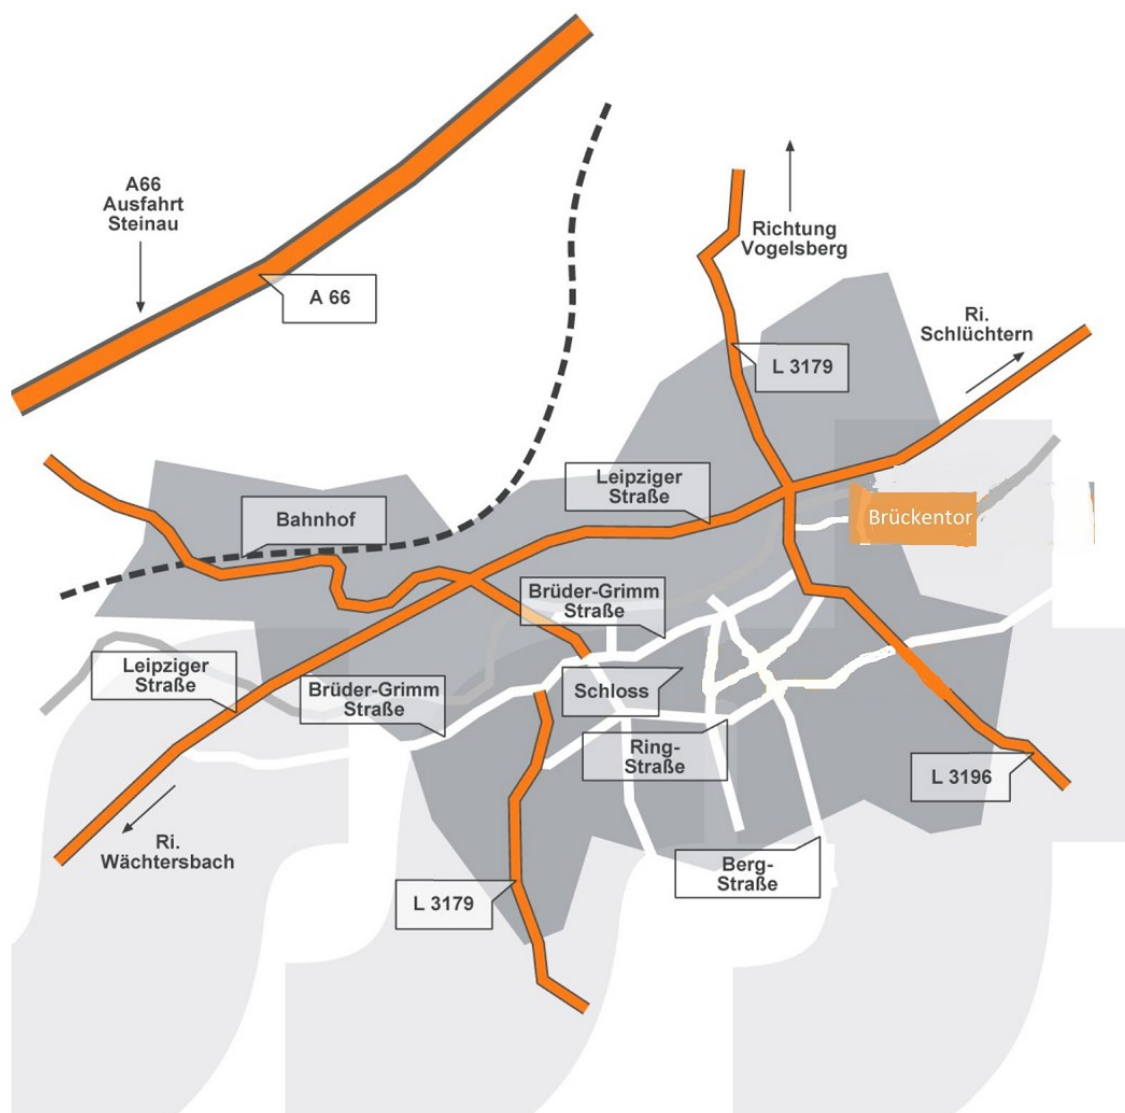 A66
Ausfahrt
Steinau
A 66
Richtung
Vogelsberg
Ri.
Schlüchtern
L 3179
Leipziger
Straße
Bahnhof
Brückentor
Brüder-Grimm
Straße
Leipziger
Straße
Brüder-Grimm
Straße
Schloss
Ring-
Straße
L 3196
Ri.
Wächtersbach
Berg-
Straße
L 3179